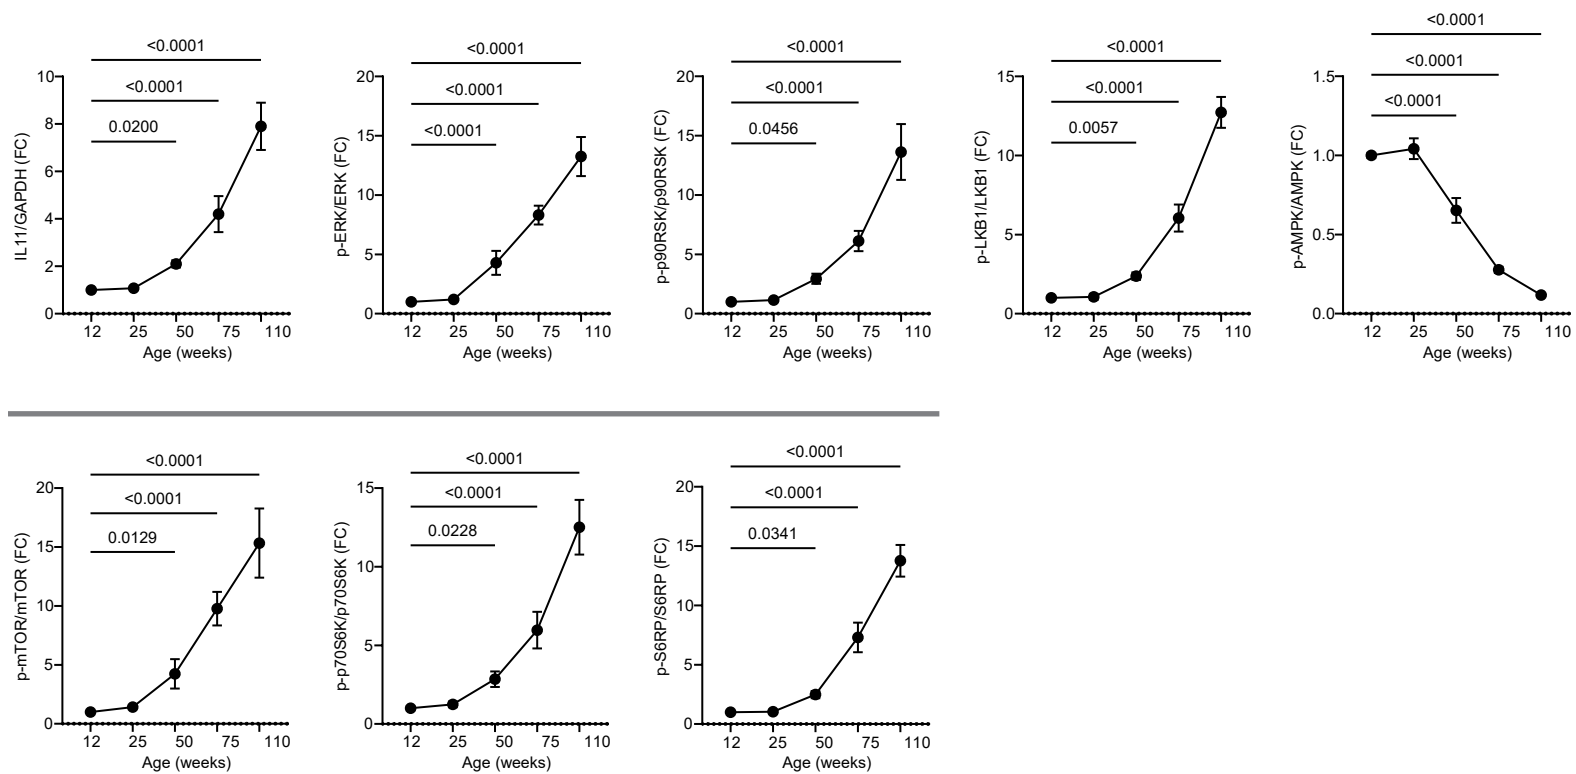 <0.0001
<0.0001
0.0200
IL11/GAPDH (FC)
10
8
6
4
2
0
12 25 50 75 110
Age (weeks)
<0.0001
<0.0001
<0.0001
p-ERK/ERK (FC)
20
15
10
5
0
12 25 50 75 110
Age (weeks)
<0.0001
<0.0001
0.0456
p-p90RSK/p90RSK (FC)
20
15
10
5
0
12 25 50 75 110
Age (weeks)
<0.0001
<0.0001
0.0057
p-LKB1/LKB1 (FC)
15
10
5
0
12 25 50 75 110
Age (weeks)
<0.0001
<0.0001
<0.0001
p-AMPK/AMPK (FC)
1.5
1.0
0.5
0.0
12 25 50 75 110
Age (weeks)
<0.0001
<0.0001
0.0129
p-mTOR/mTOR (FC)
20
15
10
5
0
12 25 50 75 110
Age (weeks)
<0.0001
<0.0001
0.0228
p-p70S6K/p70S6K (FC)
15
10
5
0
12 25 50 75 110
Age (weeks)
<0.0001
<0.0001
0.0341
p-S6RP/S6RP (FC)
20
15
10
5
0
12 25 50 75 110
Age (weeks)